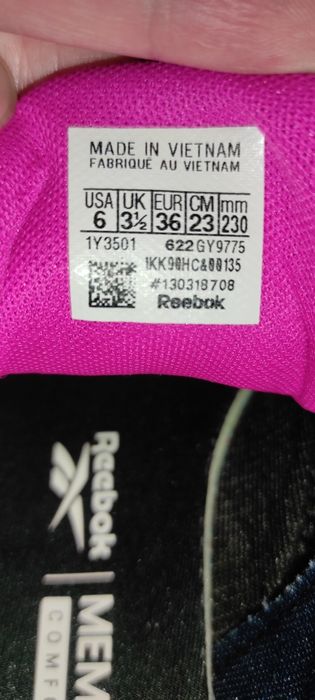 MADE IN VIETNAM
FABRIQUE AU VIETNAM
USA UK EUR CM mm
6 3½ 36 23 230
1Y3501 622 GY9775
1KK90HC&00135
#130318708
Reebok
Reebok
MEM
COMF